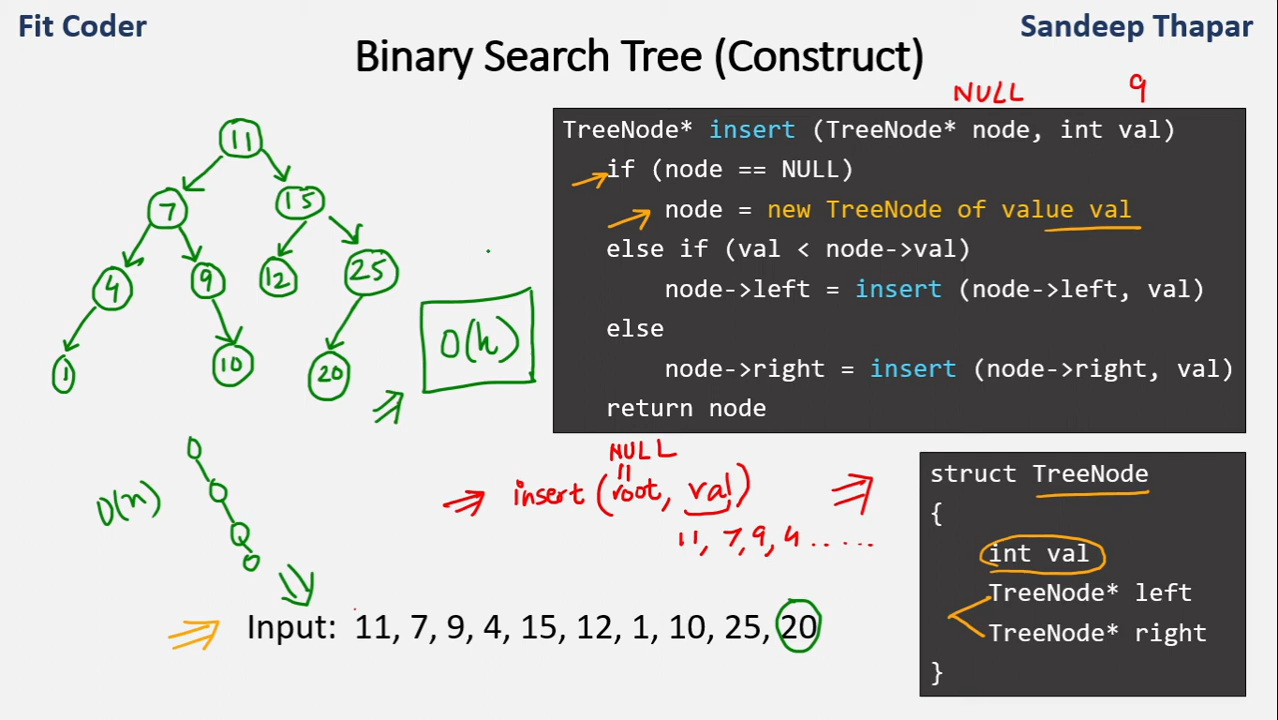 Fit Coder
Sandeep Thapar
Binary Search Tree (Construct)
NULL 9
TreeNode* insert (TreeNode* node, int val)
if (node == NULL)
node = new TreeNode of value val
else if (val < node->val)
node->left = insert (node->left, val)
else
node->right = insert (node->right, val)
return node
11
7 15
4 9 12 25
1 10 20
O(h)
O(n)
NULL
insert (root, val)
11, 7, 9, 4 ......
struct TreeNode
{
int val
TreeNode* left
TreeNode* right
}
Input: 11, 7, 9, 4, 15, 12, 1, 10, 25, 20